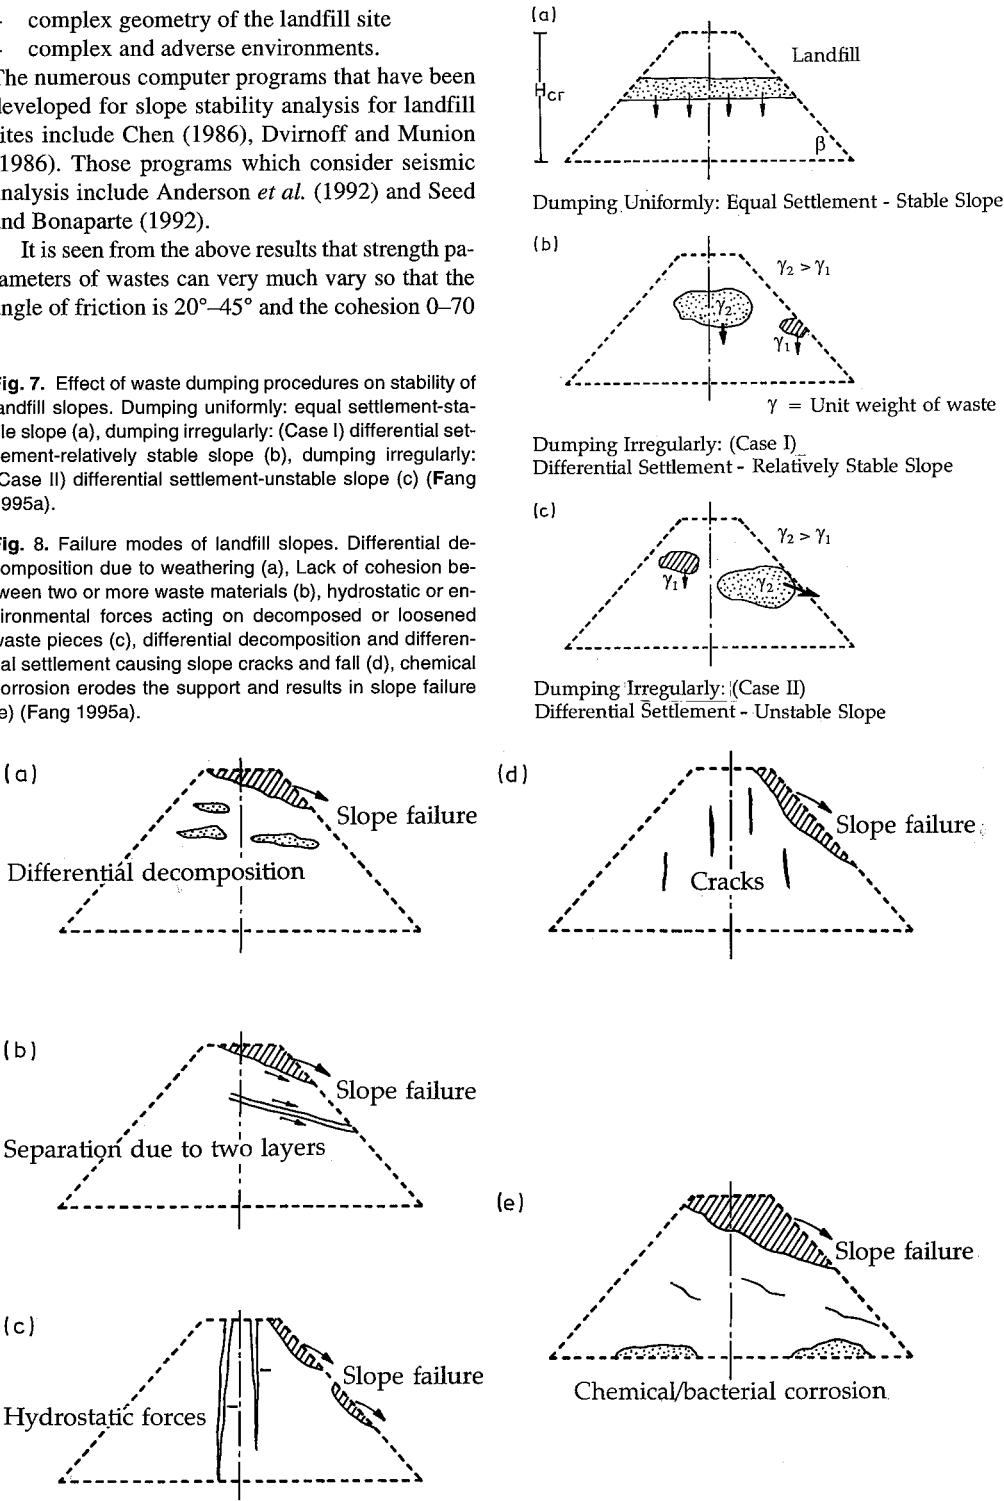 complex geometry of the landfill site
complex and adverse environments.
The numerous computer programs that have been
developed for slope stability analysis for landfill
sites include Chen (1986), Dvirnoff and Munion
(1986). Those programs which consider seismic
analysis include Anderson et al. (1992) and Seed
and Bonaparte (1992).
It is seen from the above results that strength pa-
rameters of wastes can very much vary so that the
angle of friction is 20°–45° and the cohesion 0–70
Fig. 7. Effect of waste dumping procedures on stability of
landfill slopes. Dumping uniformly: equal settlement-sta-
ble slope (a), dumping irregularly: (Case I) differential set-
tlement-relatively stable slope (b), dumping irregularly:
(Case II) differential settlement-unstable slope (c) (Fang
1995a).
Fig. 8. Failure modes of landfill slopes. Differential de-
composition due to weathering (a), Lack of cohesion be-
tween two or more waste materials (b), hydrostatic or en-
vironmental forces acting on decomposed or loosened
waste pieces (c), differential decomposition and differen-
tial settlement causing slope cracks and fall (d), chemical
corrosion erodes the support and results in slope failure
(e) (Fang 1995a).
(a)
Landfill
Hcr
β
Dumping Uniformly: Equal Settlement - Stable Slope
(b)
γ2 > γ1
γ2
γ1
γ = Unit weight of waste
Dumping Irregularly: (Case I)
Differential Settlement - Relatively Stable Slope
(c)
γ2 > γ1
γ1
γ2
Dumping Irregularly: (Case II)
Differential Settlement - Unstable Slope
(a)
Slope failure
Differential decomposition
(b)
Slope failure
Separation due to two layers
(c)
Slope failure
Hydrostatic forces
(d)
Slope failure
Cracks
(e)
Slope failure
Chemical/bacterial corrosion